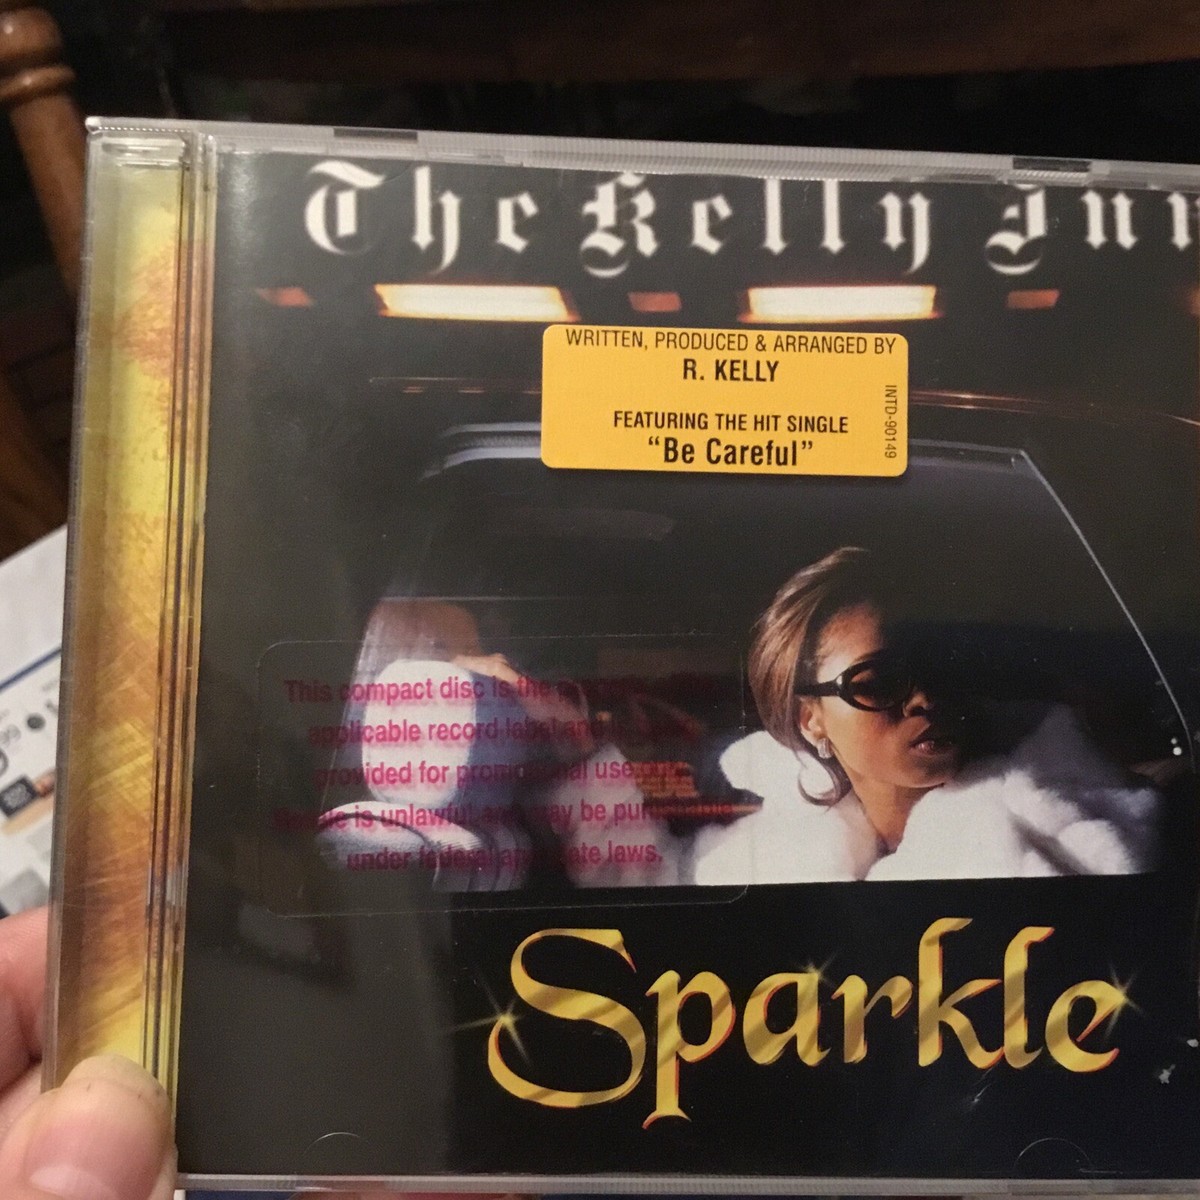 The Kelly Inn
WRITTEN, PRODUCED & ARRANGED BY
R. KELLY
FEATURING THE HIT SINGLE
"Be Careful"
INTD-90149
This compact disc is the
applicable record label and
provided for promotional use
is unlawful and may be punishable
under federal and state laws.
Sparkle
99